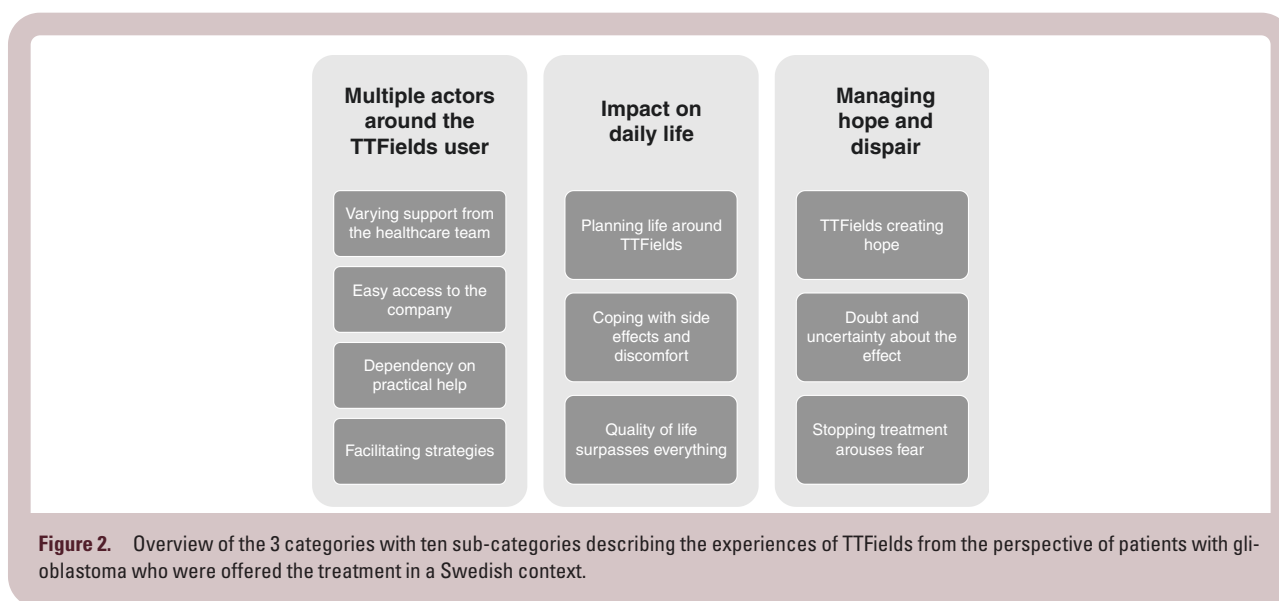 Multiple actors
around the
TTFields user
Varying support from
the healthcare team
Easy access to the
company
Dependency on
practical help
Facilitating strategies
Impact on
daily life
Planning life around
TTFields
Coping with side
effects and
discomfort
Quality of life
surpasses everything
Managing
hope and
dispair
TTFields creating
hope
Doubt and
uncertainty about the
effect
Stopping treatment
arouses fear
Figure 2. Overview of the 3 categories with ten sub-categories describing the experiences of TTFields from the perspective of patients with gli-
oblastoma who were offered the treatment in a Swedish context.